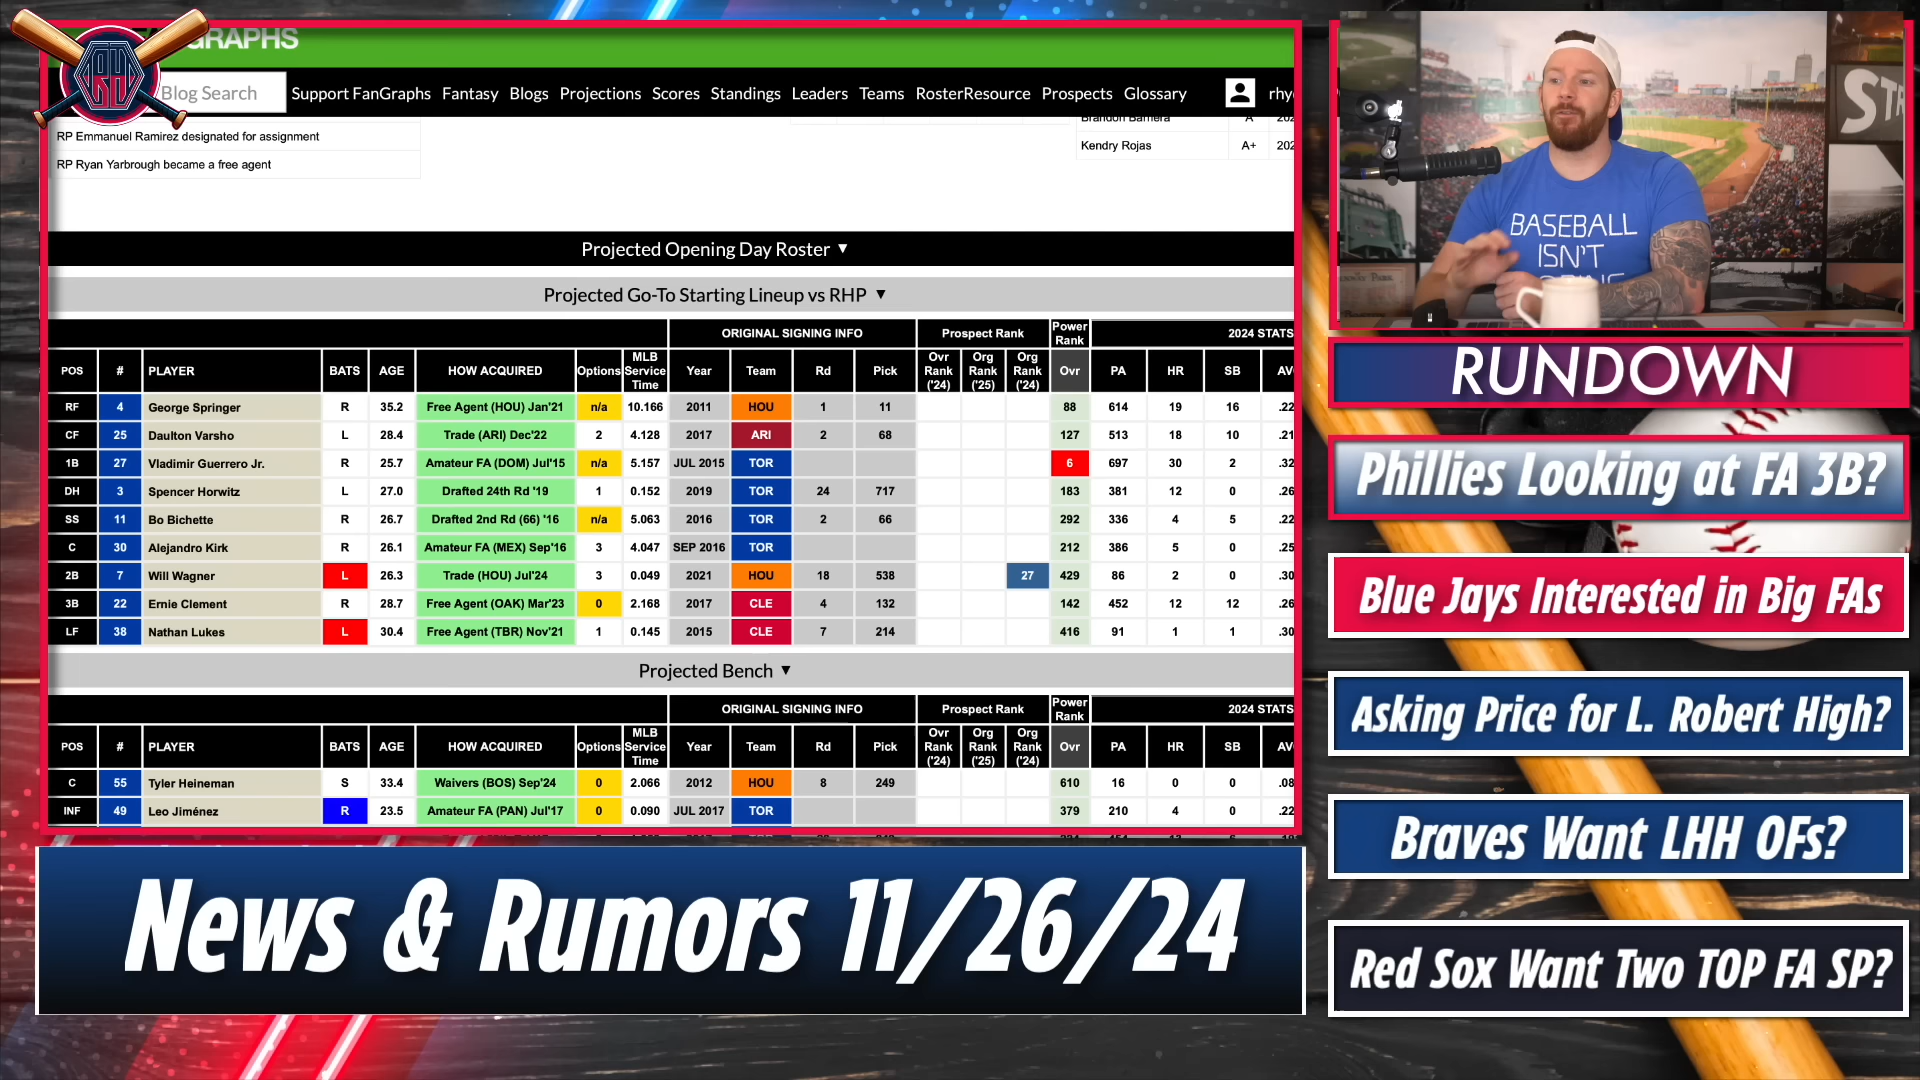 GRAPHS
Blog Search Support FanGraphs Fantasy Blogs Projections Scores Standings Leaders Teams RosterResource Prospects Glossary
RP Emmanuel Ramirez designated for assignment
RP Ryan Yarbrough became a free agent
Brandon Barriera A
Kendry Rojas A+ 202
Projected Opening Day Roster ▼
Projected Go-To Starting Lineup vs RHP ▼
ORIGINAL SIGNING INFO Prospect Rank Power Rank 2024 STATS
POS # PLAYER BATS AGE HOW ACQUIRED Options MLB Service Time Year Team Rd Pick Ovr Rank ('24) Org Rank ('25) Org Rank ('24) Ovr PA HR SB AV
RF 4 George Springer R 35.2 Free Agent (HOU) Jan'21 n/a 10.166 2011 HOU 1 11 88 614 19 16 .22
CF 25 Daulton Varsho L 28.4 Trade (ARI) Dec'22 2 4.128 2017 ARI 2 68 127 513 18 10 .21
1B 27 Vladimir Guerrero Jr. R 25.7 Amateur FA (DOM) Jul'15 n/a 5.157 JUL 2015 TOR 6 697 30 2 .32
DH 3 Spencer Horwitz L 27.0 Drafted 24th Rd '19 1 0.152 2019 TOR 24 717 183 381 12 0 .26
SS 11 Bo Bichette R 26.7 Drafted 2nd Rd (66) '16 n/a 5.063 2016 TOR 2 66 292 336 4 5 .22
C 30 Alejandro Kirk R 26.1 Amateur FA (MEX) Sep'16 3 4.047 SEP 2016 TOR 212 386 5 0 .25
2B 7 Will Wagner L 26.3 Trade (HOU) Jul'24 3 0.049 2021 HOU 18 538 27 429 86 2 0 .30
3B 22 Ernie Clement R 28.7 Free Agent (OAK) Mar'23 0 2.168 2017 CLE 4 132 142 452 12 12 .26
LF 38 Nathan Lukes L 30.4 Free Agent (TBR) Nov'21 1 0.145 2015 CLE 7 214 416 91 1 1 .30
Projected Bench ▼
ORIGINAL SIGNING INFO Prospect Rank Power Rank 2024 STATS
POS # PLAYER BATS AGE HOW ACQUIRED Options MLB Service Time Year Team Rd Pick Ovr Rank ('24) Org Rank ('25) Org Rank ('24) Ovr PA HR SB AV
C 55 Tyler Heineman S 33.4 Waivers (BOS) Sep'24 0 2.066 2012 HOU 8 249 610 16 0 0 .08
INF 49 Leo Jiménez R 23.5 Amateur FA (PAN) Jul'17 0 0.090 JUL 2017 TOR 379 210 4 0 .22
News & Rumors 11/26/24
BASEBALL
ISN'T
RUNDOWN
Phillies Looking at FA 3B?
Blue Jays Interested in Big FAs
Asking Price for L. Robert High?
Braves Want LHH OFs?
Red Sox Want Two TOP FA SP?